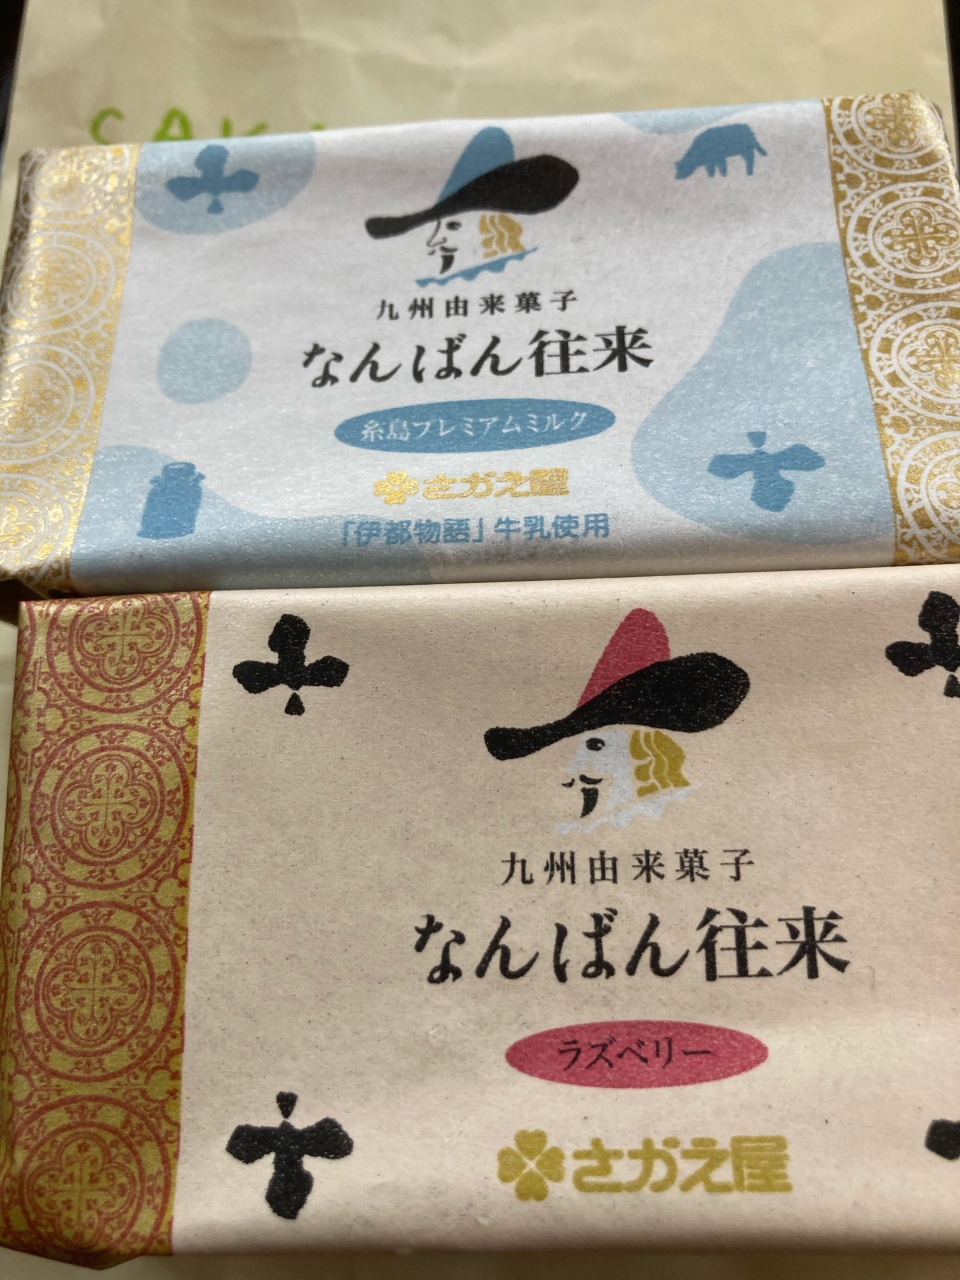 九州由来菓子
なんばん往来
糸島プレミアムミルク
さかえ屋
「伊都物語」牛乳使用
九州由来菓子
なんばん往来
ラズベリー
さかえ屋